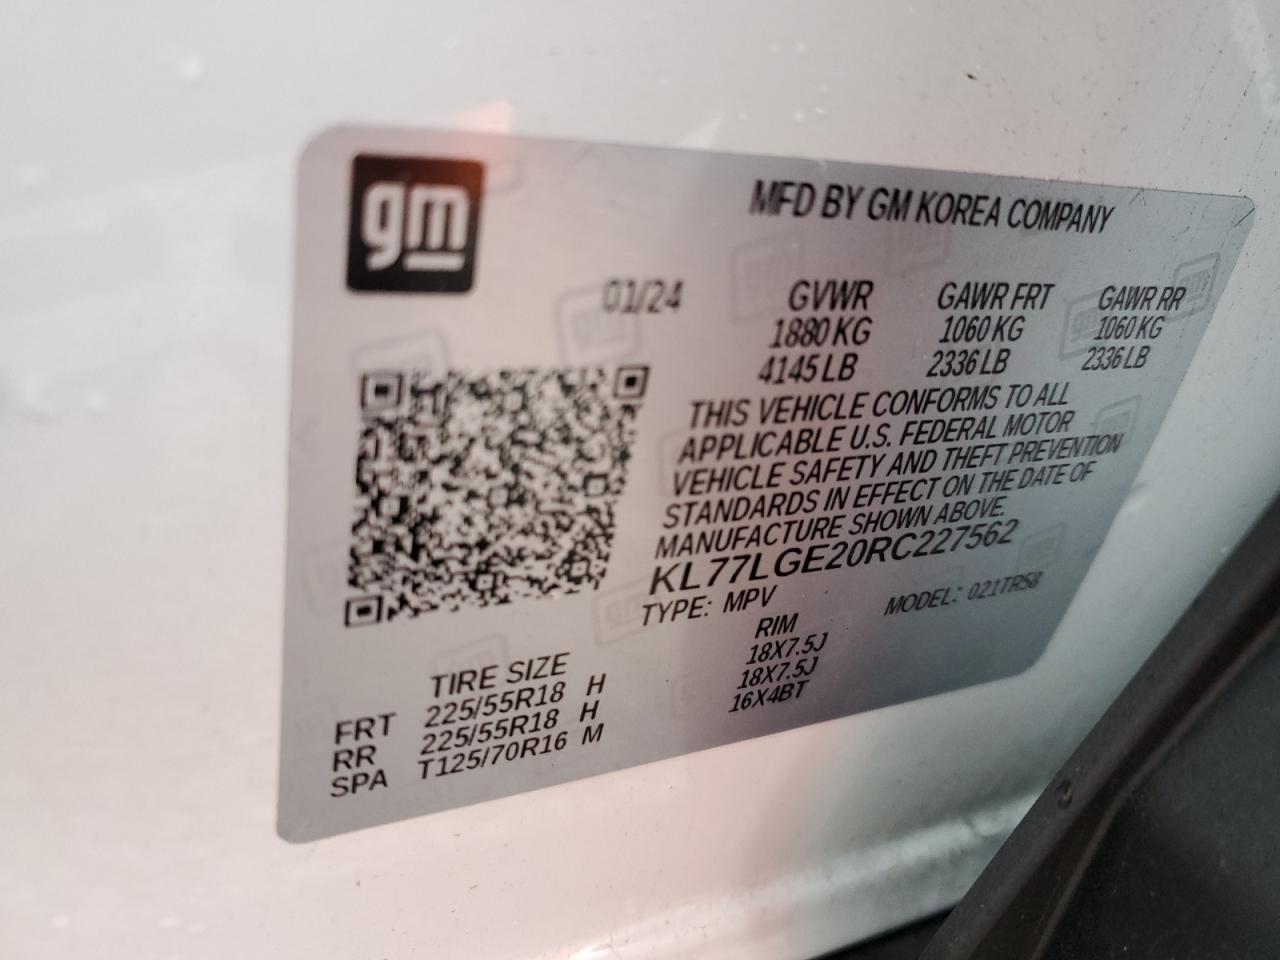 gm
MFD BY GM KOREA COMPANY
01/24 GVWR GAWR FRT GAWR RR
1880 KG 1060 KG 1060 KG
4145 LB 2336 LB 2336 LB
THIS VEHICLE CONFORMS TO ALL
APPLICABLE U.S. FEDERAL MOTOR
VEHICLE SAFETY AND THEFT PREVENTION
STANDARDS IN EFFECT ON THE DATE OF
MANUFACTURE SHOWN ABOVE.
KL77LGE20RC227562
TYPE: MPV MODEL: 021TR58
TIRE SIZE RIM
FRT 225/55R18 H 18X7.5J
RR 225/55R18 H 18X7.5J
SPA T125/70R16 M 16X4BT